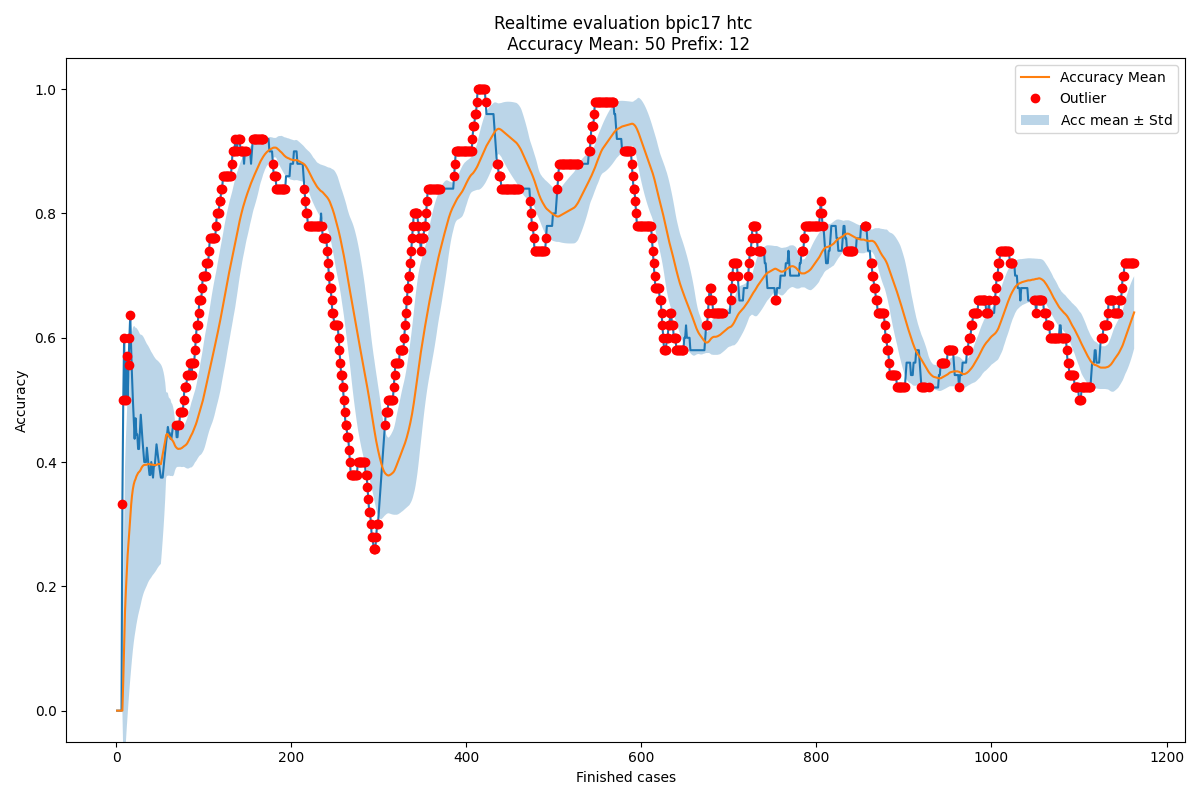 Realtime evaluation bpic17 htc
Accuracy Mean: 50 Prefix: 12
Accuracy Mean
Outlier
Acc mean ± Std
1.0
0.8
0.6
0.4
0.2
0.0
Accuracy
0
200
400
600
800
1000
1200
Finished cases